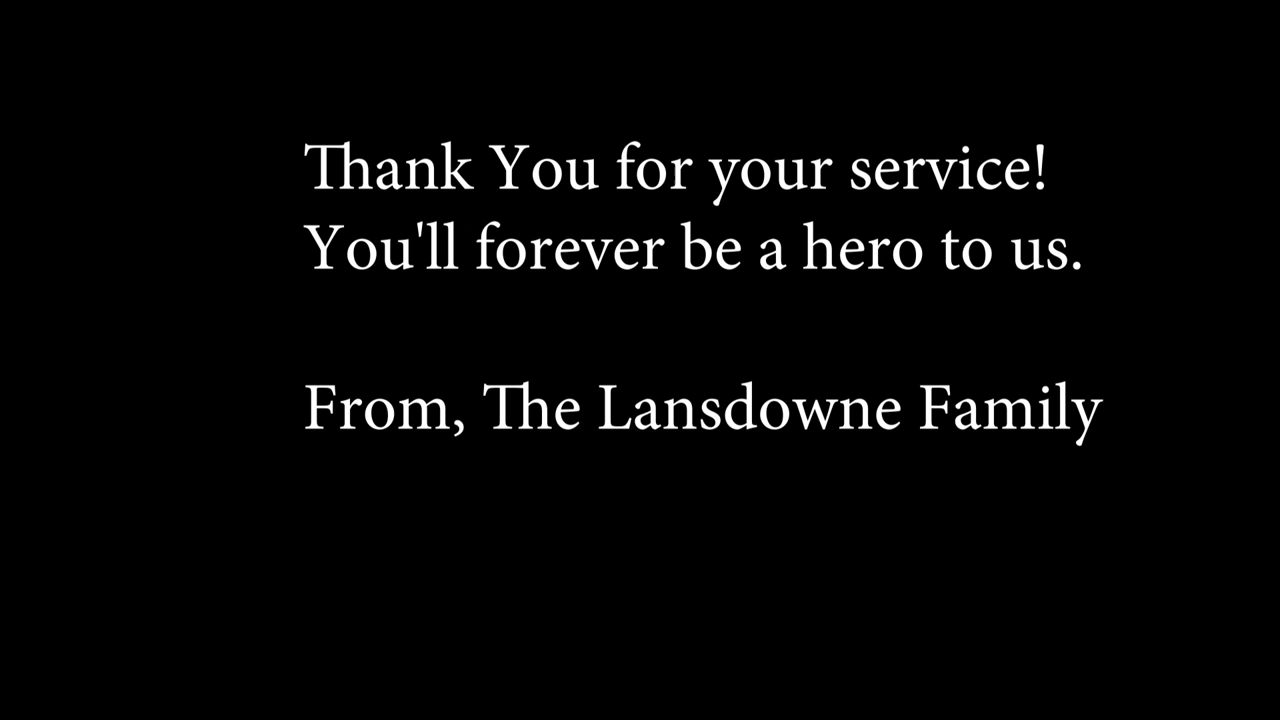 Thank You for your service!
You'll forever be a hero to us.
From, The Lansdowne Family